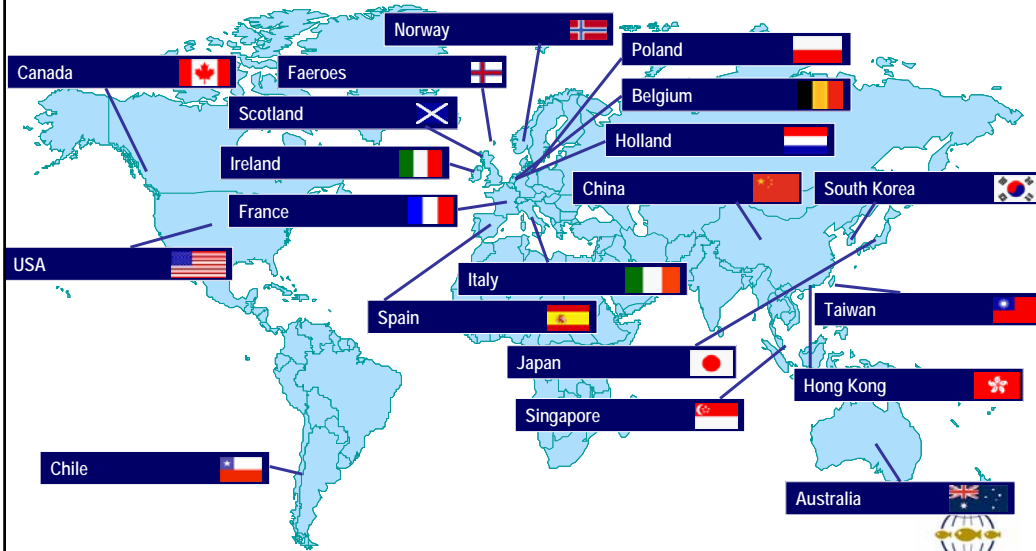 Norway
Poland
Canada
Faeroes
Belgium
Scotland
Holland
Ireland
China
South Korea
France
USA
Italy
Spain
Taiwan
Japan
Hong Kong
Singapore
Chile
Australia